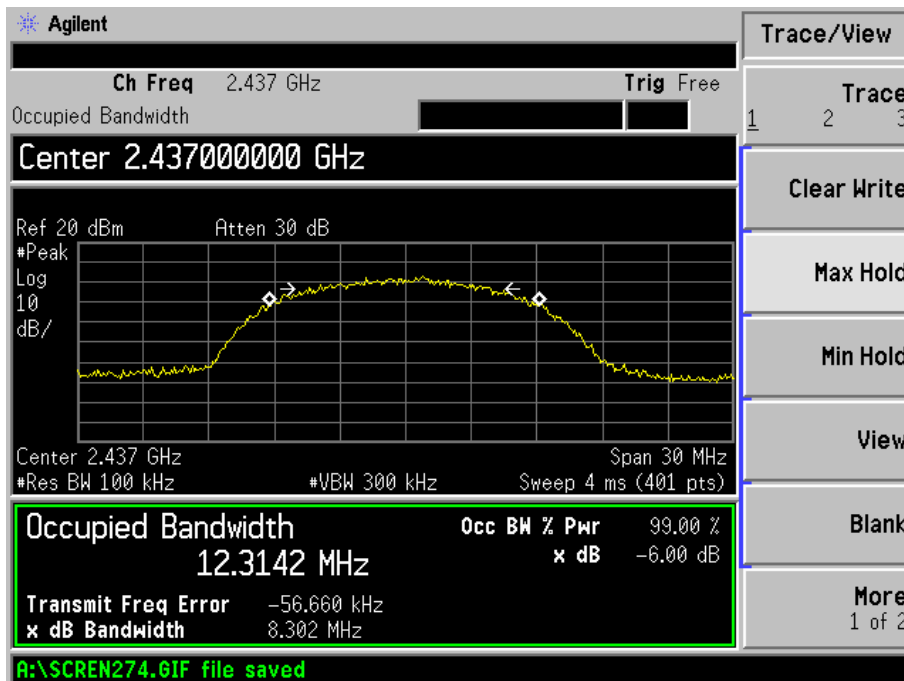 Agilent
Trace/View
Ch Freq 2.437 GHz Trig Free
Occupied Bandwidth
Trace
1 2 3
Center 2.437000000 GHz
Clear Write
Ref 20 dBm Atten 30 dB
#Peak
Log
10
dB/
Max Hold
Min Hold
View
Center 2.437 GHz Span 30 MHz
#Res BW 100 kHz #VBW 300 kHz Sweep 4 ms (401 pts)
Occupied Bandwidth
12.3142 MHz
Occ BW % Pwr 99.00 %
x dB -6.00 dB
Blank
Transmit Freq Error -56.660 kHz
x dB Bandwidth 8.302 MHz
More
1 of 2
A:\SCREN274.GIF file saved